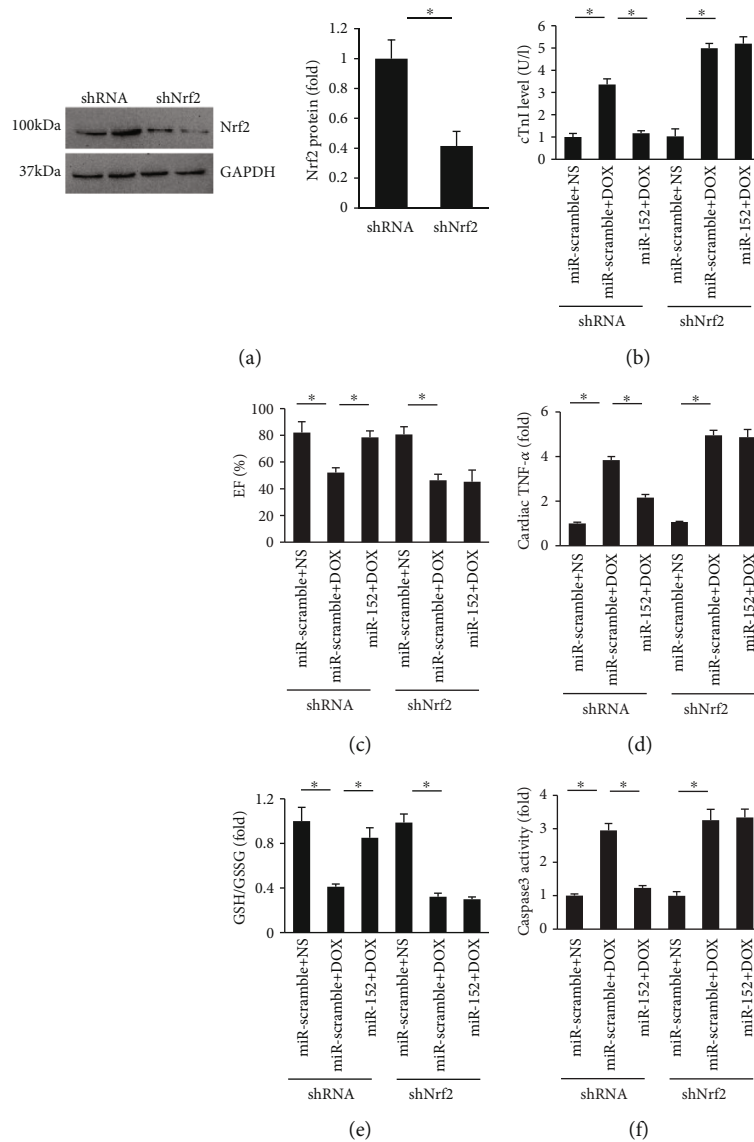 shRNA shNrf2
100kDa
Nrf2
37kDa
GAPDH
Nrf2 protein (fold)
1.2
1
0.8
0.6
0.4
0.2
0
*
shRNA
shNrf2
(a)
cTnI level (U/l)
6
5
4
3
2
1
0
* * *
miR-scramble+NS
miR-scramble+DOX
miR-152+DOX
miR-scramble+NS
miR-scramble+DOX
miR-152+DOX
shRNA
shNrf2
(b)
EF (%)
100
80
60
40
20
0
* * *
miR-scramble+NS
miR-scramble+DOX
miR-152+DOX
miR-scramble+NS
miR-scramble+DOX
miR-152+DOX
shRNA
shNrf2
(c)
Cardiac TNF-α (fold)
6
4
2
0
* * *
miR-scramble+NS
miR-scramble+DOX
miR-152+DOX
miR-scramble+NS
miR-scramble+DOX
miR-152+DOX
shRNA
shNrf2
(d)
GSH/GSSG (fold)
1.2
0.8
0.4
0
* * *
miR-scramble+NS
miR-scramble+DOX
miR-152+DOX
miR-scramble+NS
miR-scramble+DOX
miR-152+DOX
shRNA
shNrf2
(e)
Caspase3 activity (fold)
4
3
2
1
0
* * *
miR-scramble+NS
miR-scramble+DOX
miR-152+DOX
miR-scramble+NS
miR-scramble+DOX
miR-152+DOX
shRNA
shNrf2
(f)